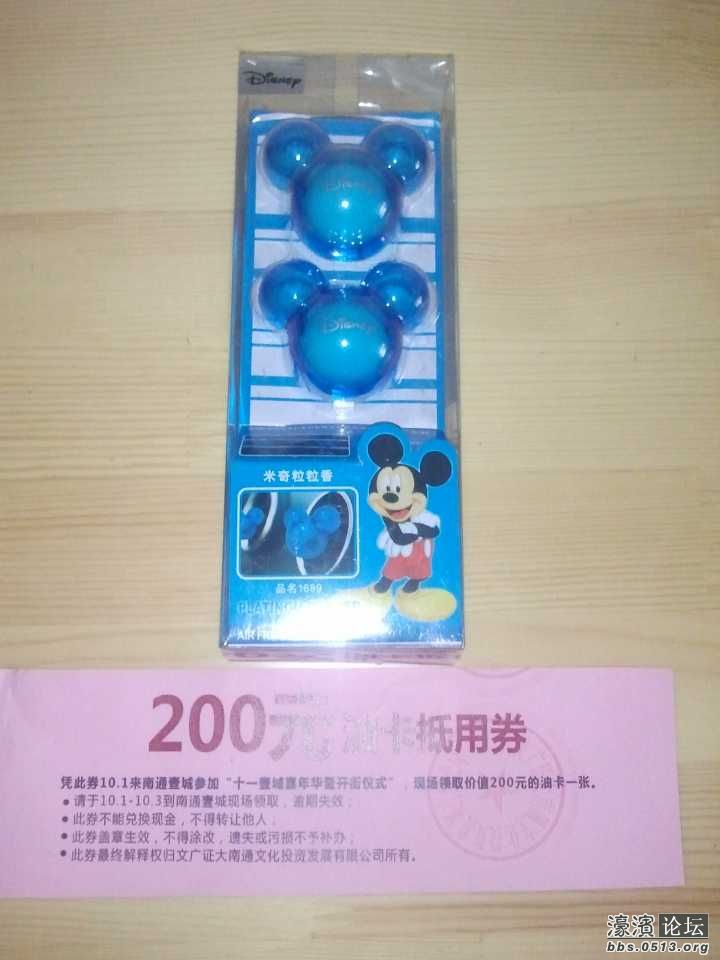 Disney
Disney
Disney
米奇粒粒香
品名1689
200元油卡抵用券
凭此券10.1来南通壹城参加“十一壹城嘉年华暨开街仪式”，现场领取价值200元的油卡一张。
● 请于10.1-10.3到南通壹城现场领取，逾期失效；
● 此券不能兑换现金，不得转让他人；
● 此券盖章生效，不得涂改，遗失或污损不予补办；
● 此券最终解释权归文广证大南通文化投资发展有限公司所有。
濠滨论坛
bbs.0513.org